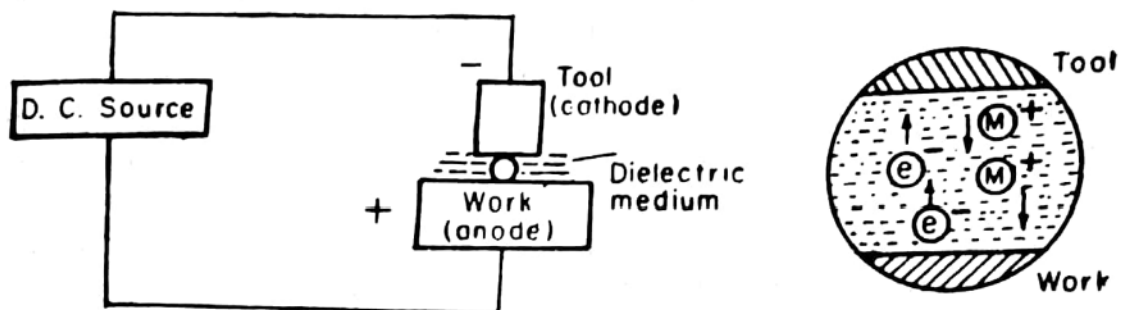 D. C. Source
−
Tool
(cathode)
Dielectric
medium
+
Work
(anode)
Tool
M +
e −
M +
e −
Work